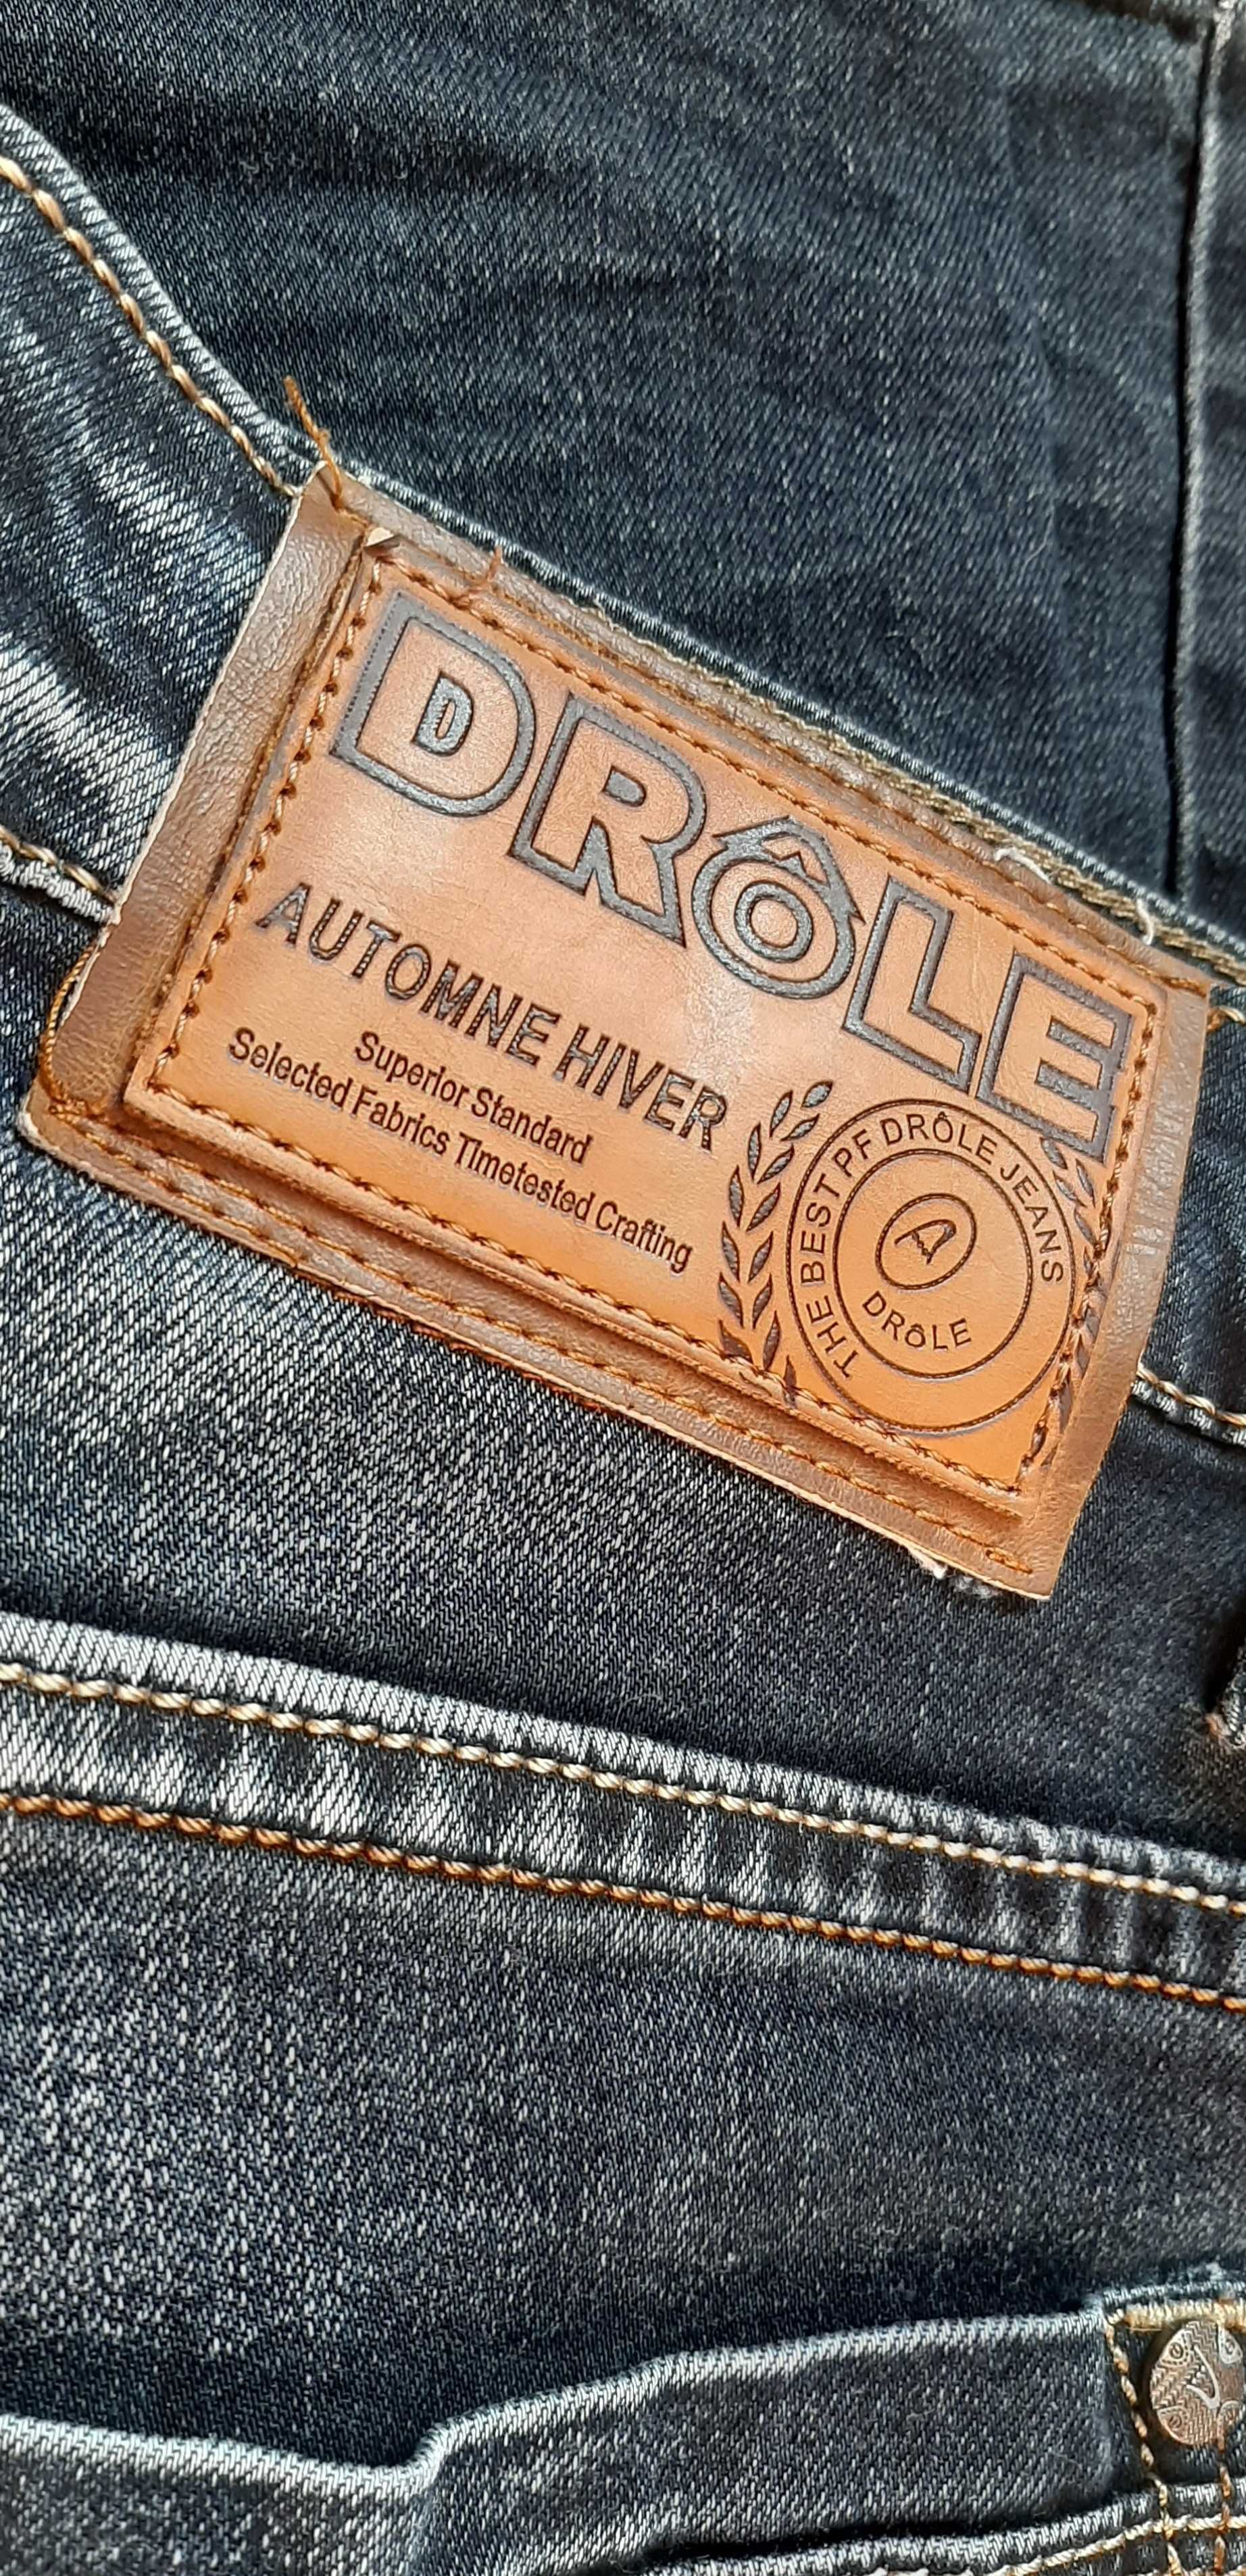 DRÔLE
AUTOMNE HIVER
Superior Standard
Selected Fabrics Timetested Crafting
THE BEST PF DRÔLE JEANS
DRôLE